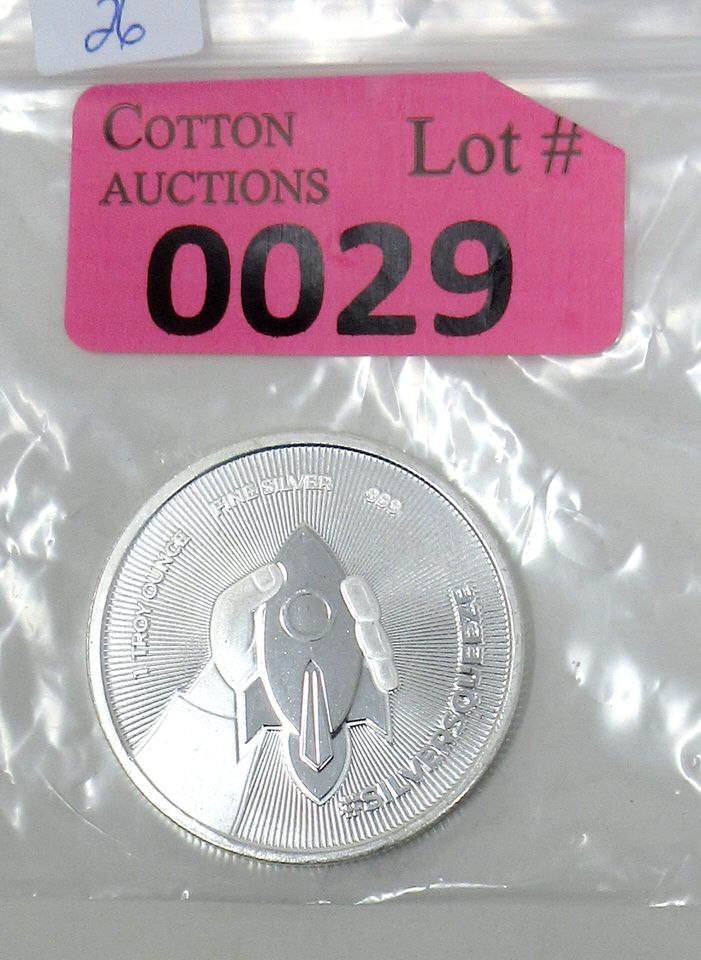 26
COTTON
AUCTIONS
Lot #
0029
1 TROY OUNCE
FINE SILVER
999
#SILVERSQUEEZE